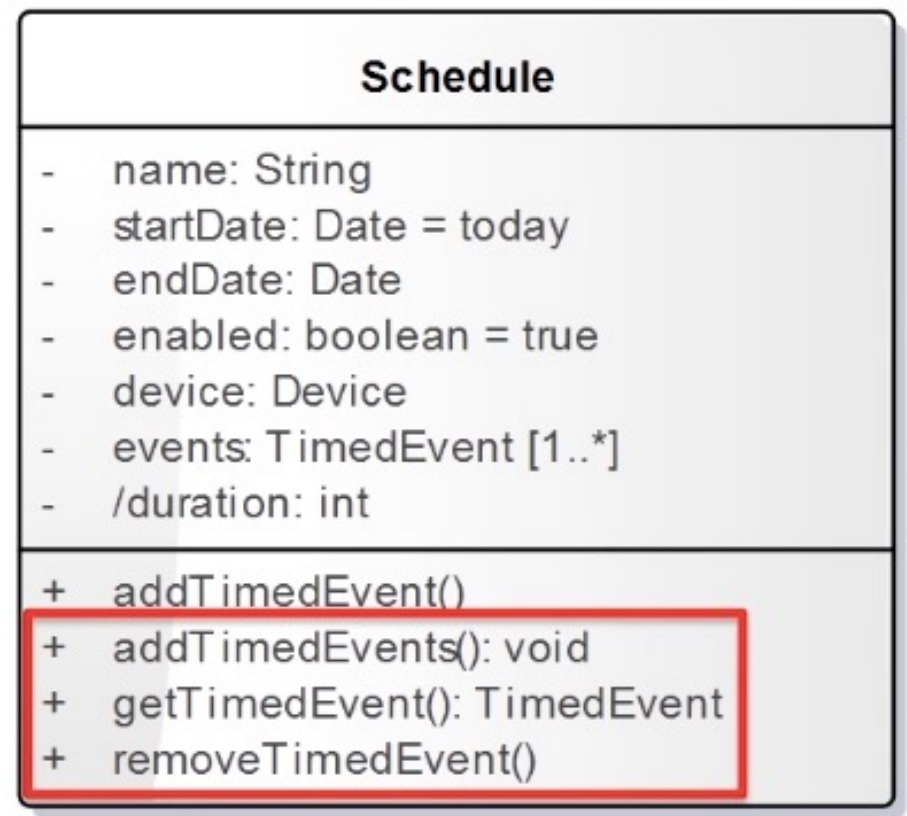 Schedule
- name: String
- startDate: Date = today
- endDate: Date
- enabled: boolean = true
- device: Device
- events: TimedEvent [1..*]
- /duration: int
+ addTimedEvent()
+ addTimedEvents(): void
+ getTimedEvent(): TimedEvent
+ removeTimedEvent()